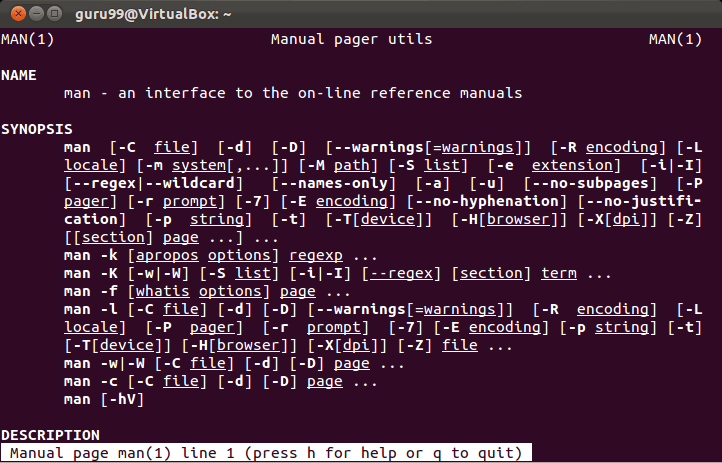 guru99@VirtualBox: ~
MAN(1) Manual pager utils MAN(1)
NAME
man - an interface to the on-line reference manuals
SYNOPSIS
man [-C file] [-d] [-D] [--warnings[=warnings]] [-R encoding] [-L
locale] [-m system[,...]] [-M path] [-S list] [-e extension] [-i|-I]
[--regex|--wildcard] [--names-only] [-a] [-u] [--no-subpages] [-P
pager] [-r prompt] [-7] [-E encoding] [--no-hyphenation] [--no-justifi-
cation] [-p string] [-t] [-T[device]] [-H[browser]] [-X[dpi]] [-Z]
[[section] page ...] ...
man -k [apropos options] regexp ...
man -K [-w|-W] [-S list] [-i|-I] [--regex] [section] term ...
man -f [whatis options] page ...
man -l [-C file] [-d] [-D] [--warnings[=warnings]] [-R encoding] [-L
locale] [-P pager] [-r prompt] [-7] [-E encoding] [-p string] [-t]
[-T[device]] [-H[browser]] [-X[dpi]] [-Z] file ...
man -w|-W [-C file] [-d] [-D] page ...
man -c [-C file] [-d] [-D] page ...
man [-hV]
DESCRIPTION
Manual page man(1) line 1 (press h for help or q to quit)